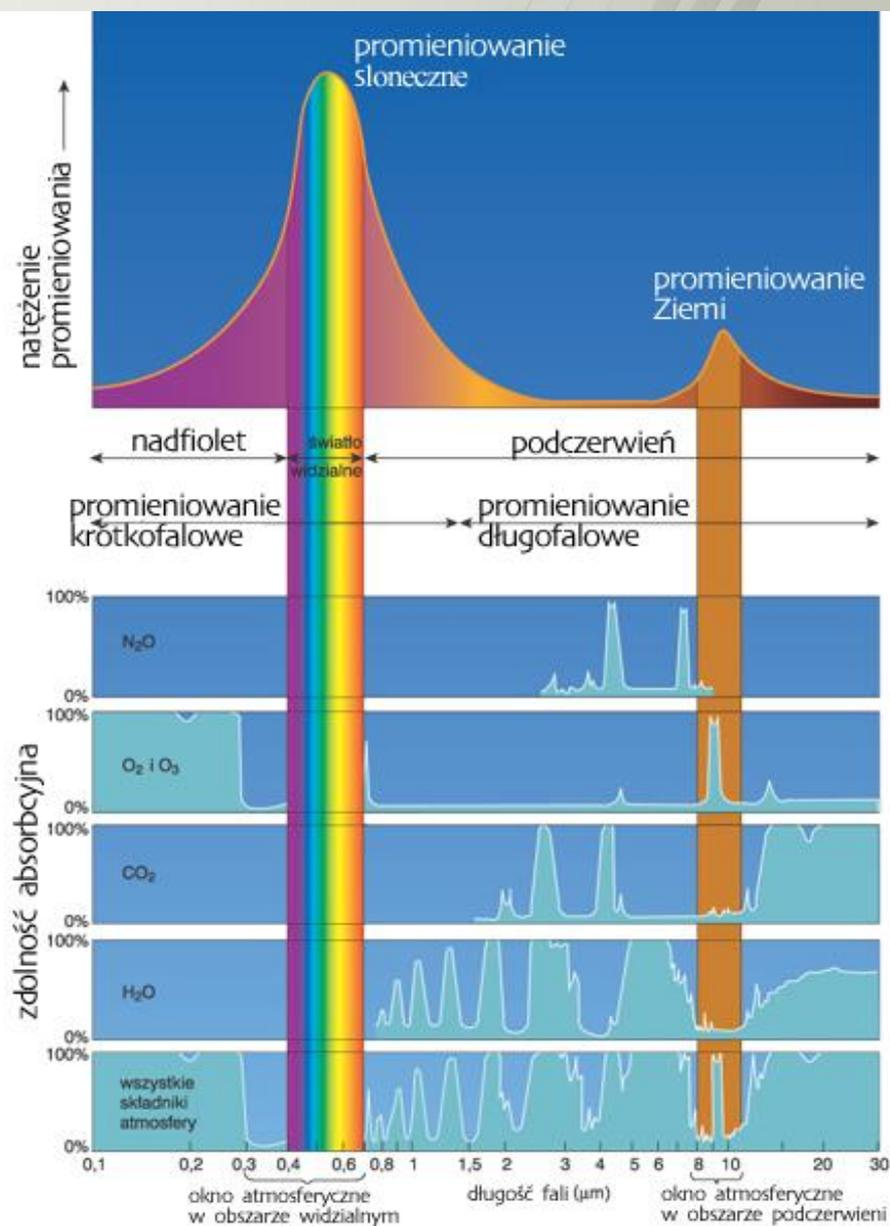 promieniowanie
sloneczne
natężenie
promieniowania
promieniowanie
Ziemi
nadfiolet
światło
widzialne
podczerwień
promieniowanie
krótkofalowe
promieniowanie
długofalowe
zdolność absorbcyjna
100%
N₂O
0%
100%
O₂ i O₃
0%
100%
CO₂
0%
100%
H₂O
0%
100%
wszystkie
składniki
atmosfery
0%
0,1 0,2 0,3 0,4 0,6 0,8 1 1,5 2 3 4 5 6 8 10 20 30
okno atmosferyczne
w obszarze widzialnym
długość fali (µm)
okno atmosferyczne
w obszarze podczerwieni